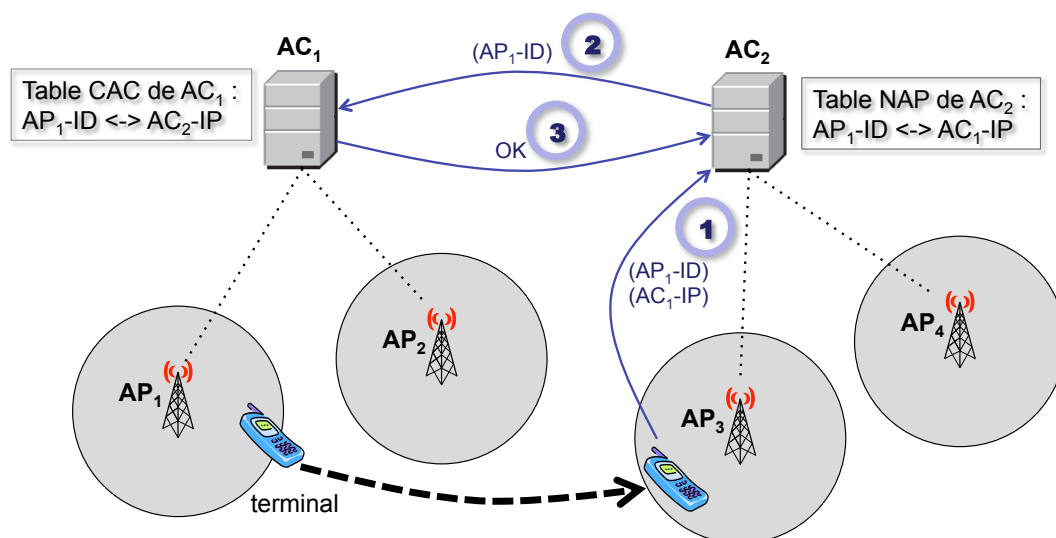 AC₁
Table CAC de AC₁ :
AP₁-ID <-> AC₂-IP
(AP₁-ID)
2
AC₂
Table NAP de AC₂ :
AP₁-ID <-> AC₁-IP
OK
3
1
(AP₁-ID)
(AC₁-IP)
AP₁
AP₂
AP₃
AP₄
terminal